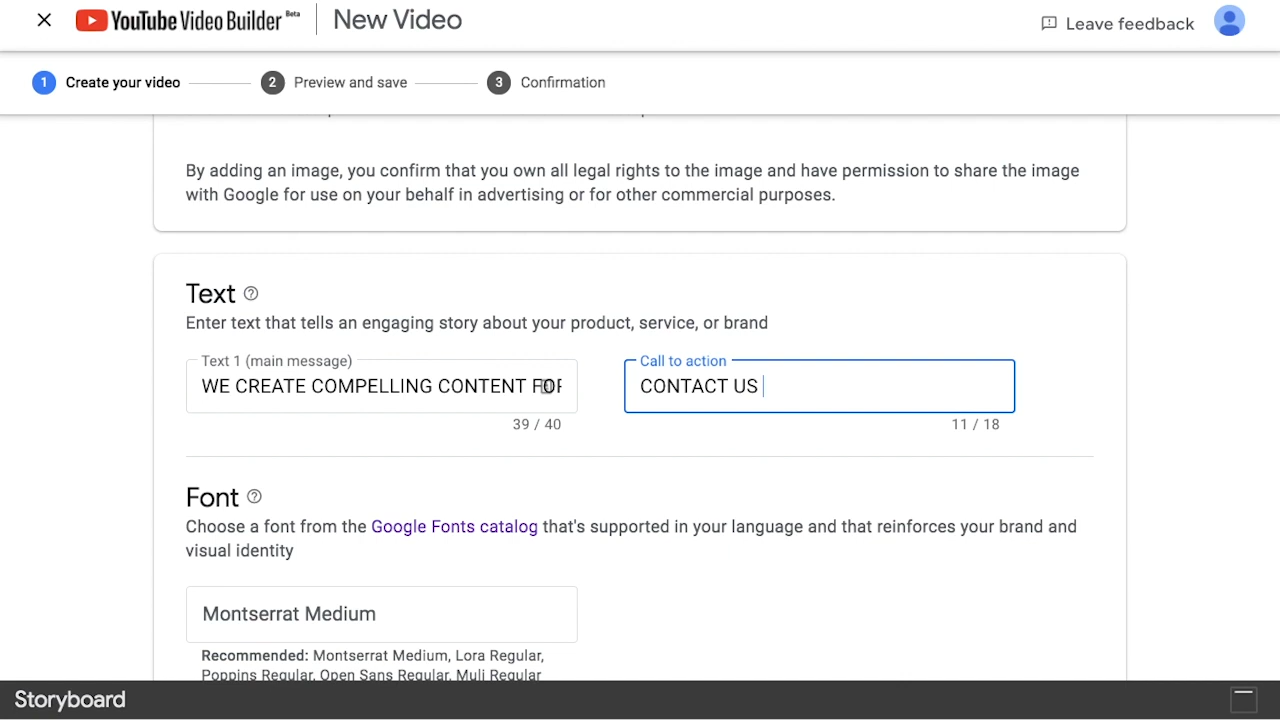 YouTube Video Builder Beta New Video
Leave feedback
1 Create your video 2 Preview and save 3 Confirmation
By adding an image, you confirm that you own all legal rights to the image and have permission to share the image
with Google for use on your behalf in advertising or for other commercial purposes.
Text
Enter text that tells an engaging story about your product, service, or brand
Text 1 (main message)
WE CREATE COMPELLING CONTENT FOR
39 / 40
Call to action
CONTACT US
11 / 18
Font
Choose a font from the Google Fonts catalog that's supported in your language and that reinforces your brand and
visual identity
Montserrat Medium
Recommended: Montserrat Medium, Lora Regular,
Poppins Regular, Open Sans Regular, Muli Regular
Storyboard